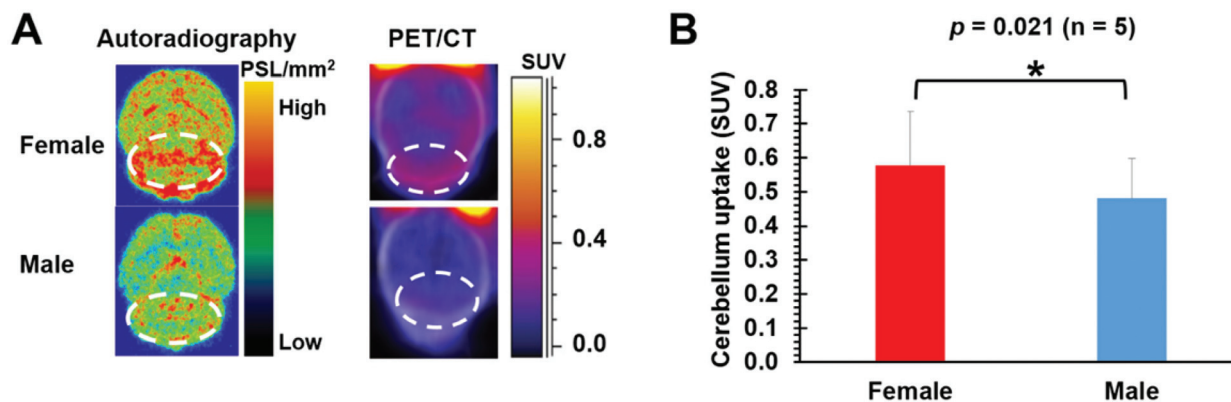 A
Autoradiography
PSL/mm²
High
Female
Male
Low
PET/CT
SUV
0.8
0.4
0.0
B
p = 0.021 (n = 5)
*
Cerebellum uptake (SUV)
0.8
0.7
0.6
0.5
0.4
0.3
0.2
0.1
0.0
Female
Male